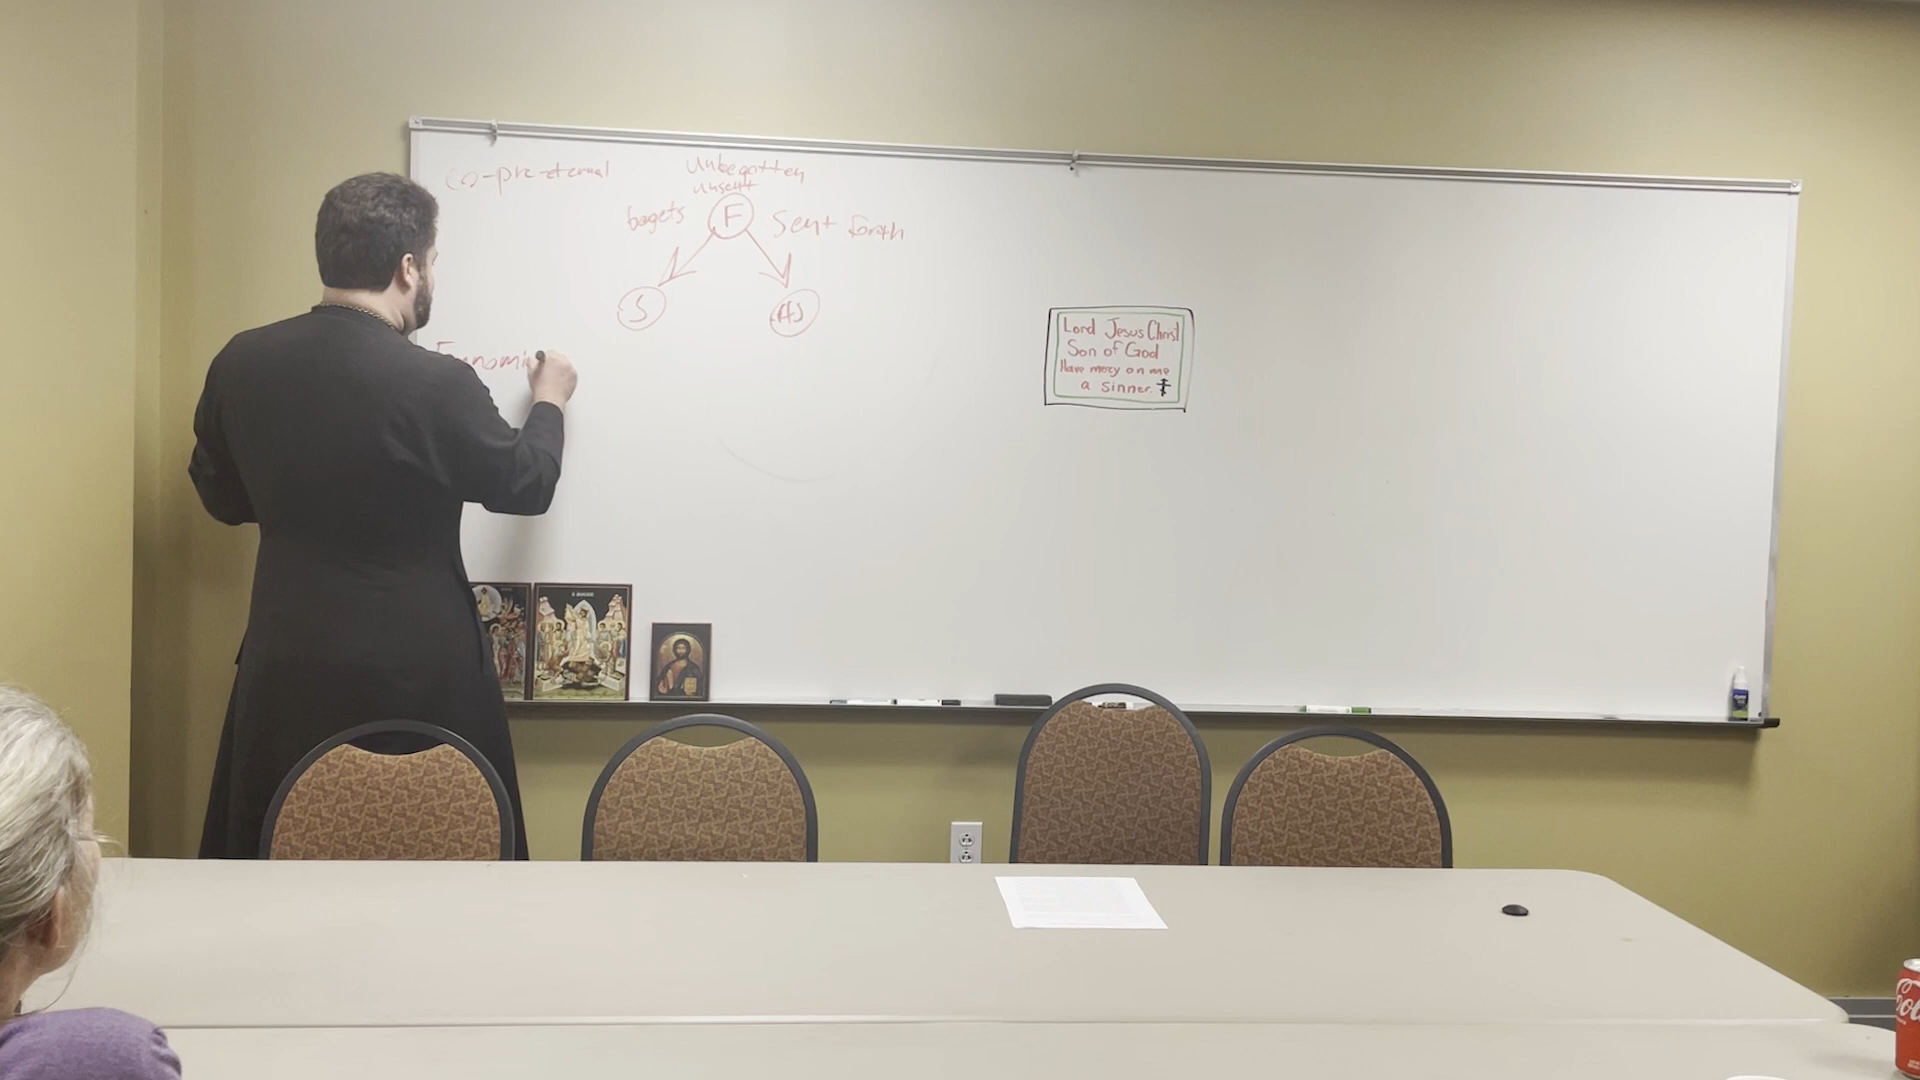 co-pre-eternal
Unbegotten
unsent
begets
F
Sent forth
S
HS
Lord Jesus Christ
Son of God
Have mercy on me
a sinner.